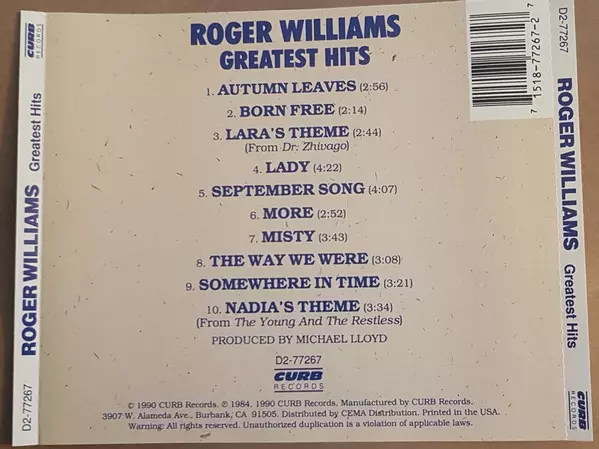 ROGER WILLIAMS
GREATEST HITS
1. AUTUMN LEAVES (2:56)
2. BORN FREE (2:14)
3. LARA'S THEME (2:44)
(From Dr. Zhivago)
4. LADY (4:22)
5. SEPTEMBER SONG (4:07)
6. MORE (2:52)
7. MISTY (3:43)
8. THE WAY WE WERE (3:08)
9. SOMEWHERE IN TIME (3:21)
10. NADIA'S THEME (3:34)
(From The Young And The Restless)
PRODUCED BY MICHAEL LLOYD
D2-77267
CURB
RECORDS
© 1990 CURB Records. ℗ 1984, 1990 CURB Records. Manufactured by CURB Records.
3907 W. Alameda Ave., Burbank, CA 91505. Distributed by CEMA Distribution. Printed in the USA.
Warning: All rights reserved. Unauthorized duplication is a violation of applicable laws.
7 15187-7267-2 7
CURB
RECORDS
Greatest Hits
ROGER WILLIAMS
D2-77267
D2-77267
ROGER WILLIAMS
Greatest Hits
CURB
RECORDS